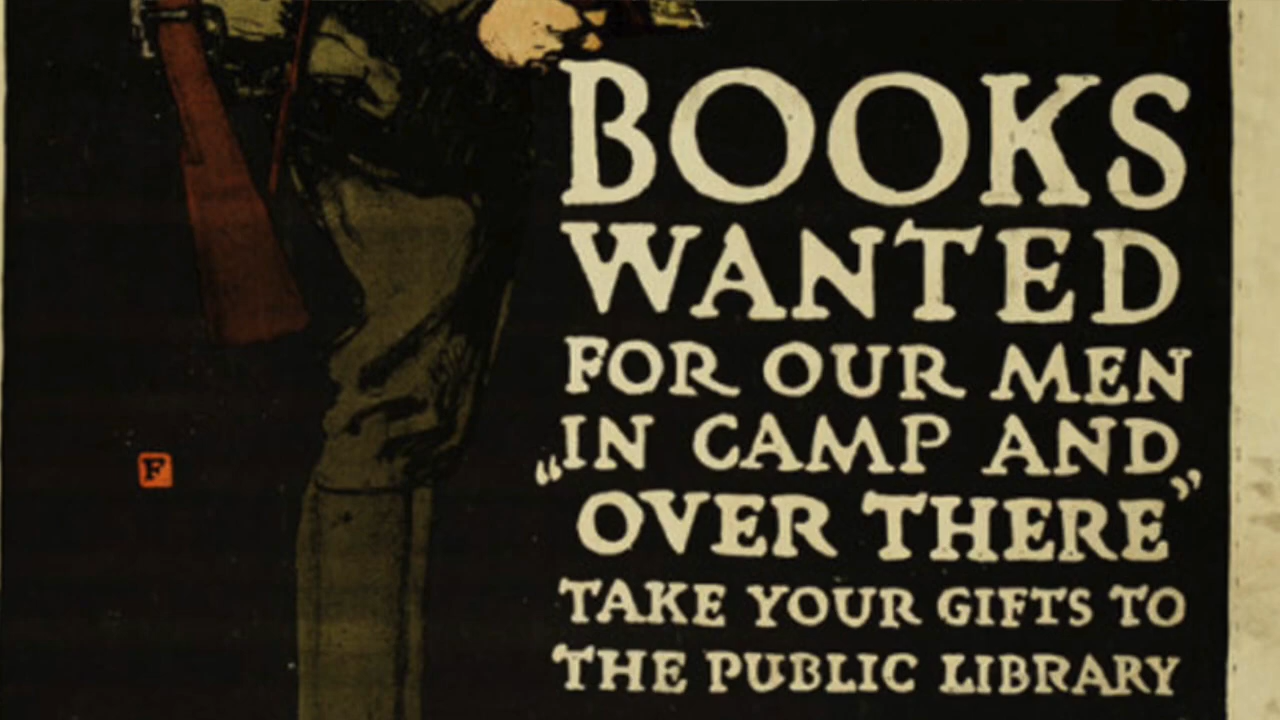 BOOKS
WANTED
FOR OUR MEN
IN CAMP AND
“OVER THERE”
TAKE YOUR GIFTS TO
THE PUBLIC LIBRARY
F